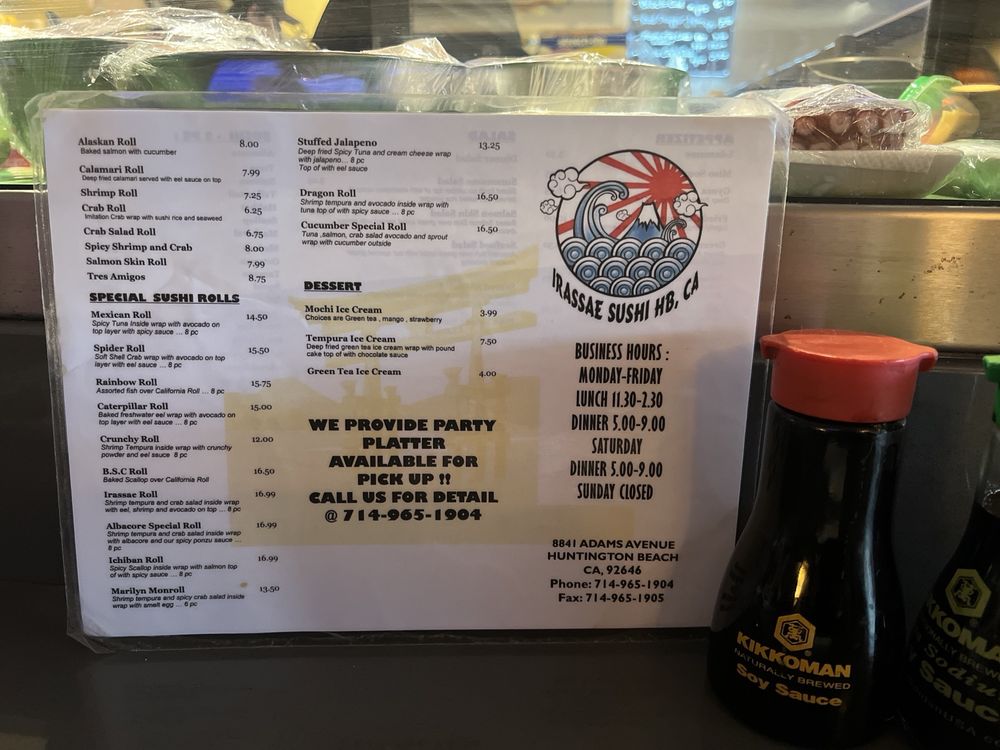 Alaskan Roll 8.00
Baked salmon with cucumber
Calamari Roll 7.99
Deep fried calamari served with eel sauce on top
Shrimp Roll 7.25
Crab Roll 6.25
Imitation Crab wrap with sushi rice and seaweed
Crab Salad Roll 6.75
Spicy Shrimp and Crab 8.00
Salmon Skin Roll 7.99
Tres Amigos 8.75
SPECIAL SUSHI ROLLS
Mexican Roll 14.50
Spicy Tuna Inside wrap with avocado on
top layer with spicy sauce ... 8 pc
Spider Roll 15.50
Soft Shell Crab wrap with avocado on top
layer with eel sauce ... 8 pc
Rainbow Roll 15.75
Assorted fish over California Roll ... 8 pc
Caterpillar Roll 15.00
Baked freshwater eel wrap with avocado on
top layer with eel sauce ... 8 pc
Crunchy Roll 12.00
Shrimp Tempura inside wrap with crunchy
powder and eel sauce 8 pc
B.S.C Roll 16.50
Baked Scallop over California Roll
Irassae Roll 16.99
Shrimp tempura and crab salad inside wrap
with eel, shrimp and avocado on top ... 8 pc
Albacore Special Roll 16.99
Shrimp tempura and crab salad inside wrap
with albacore and our spicy ponzu sauce ...
8 pc
Ichiban Roll 16.99
Spicy Scallop inside wrap with salmon top
of with spicy sauce ... 8 pc
Marilyn Monroll 13.50
Shrimp tempura and spicy crab salad inside
wrap with smelt egg ... 6 pc
Stuffed Jalapeno 13.25
Deep fried Spicy Tuna and cream cheese wrap
with jalapeno... 8 pc
Top of with eel sauce
Dragon Roll 16.50
Shrimp tempura and avocado inside wrap with
tuna top of with spicy sauce ... 8 pc
Cucumber Special Roll 16.50
Tuna ,salmon, crab salad avocado and sprout
wrap with cucumber outside
DESSERT
Mochi Ice Cream 3.99
Choices are Green tea , mango , strawberry
Tempura Ice Cream 7.50
Deep fried green tea ice cream wrap with pound
cake top of with chocolate sauce
Green Tea Ice Cream 4.00
WE PROVIDE PARTY
PLATTER
AVAILABLE FOR
PICK UP !!
CALL US FOR DETAIL
@ 714-965-1904
IRASSAE SUSHI HB, CA
BUSINESS HOURS :
MONDAY-FRIDAY
LUNCH 11.30-2.30
DINNER 5.00-9.00
SATURDAY
DINNER 5.00-9.00
SUNDAY CLOSED
8841 ADAMS AVENUE
HUNTINGTON BEACH
CA, 92646
Phone: 714-965-1904
Fax: 714-965-1905
KIKKOMAN
NATURALLY BREWED
Soy Sauce